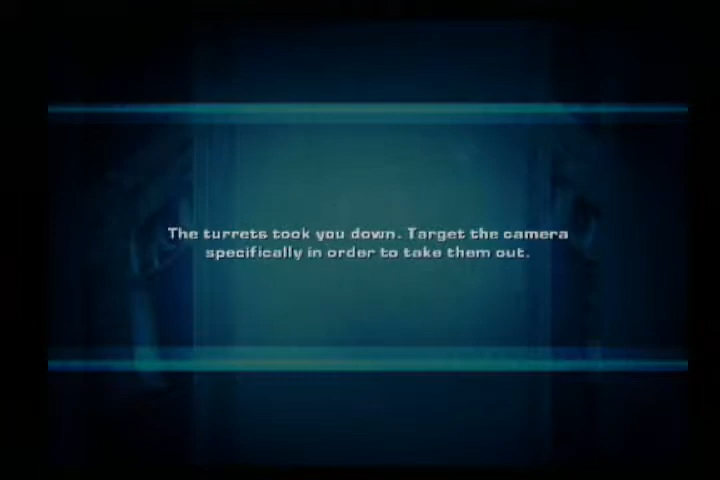 The turrets took you down. Target the camera
specifically in order to take them out.